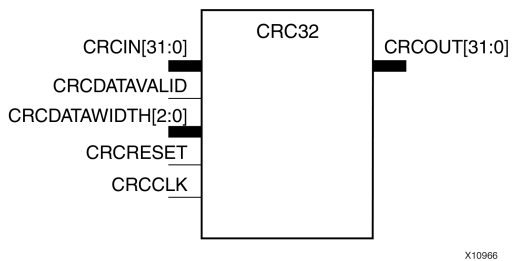 CRC32
CRCIN[31:0]
CRCOUT[31:0]
CRCDATAVALID
CRCDATAWIDTH[2:0]
CRCRESET
CRCCLK
X10966